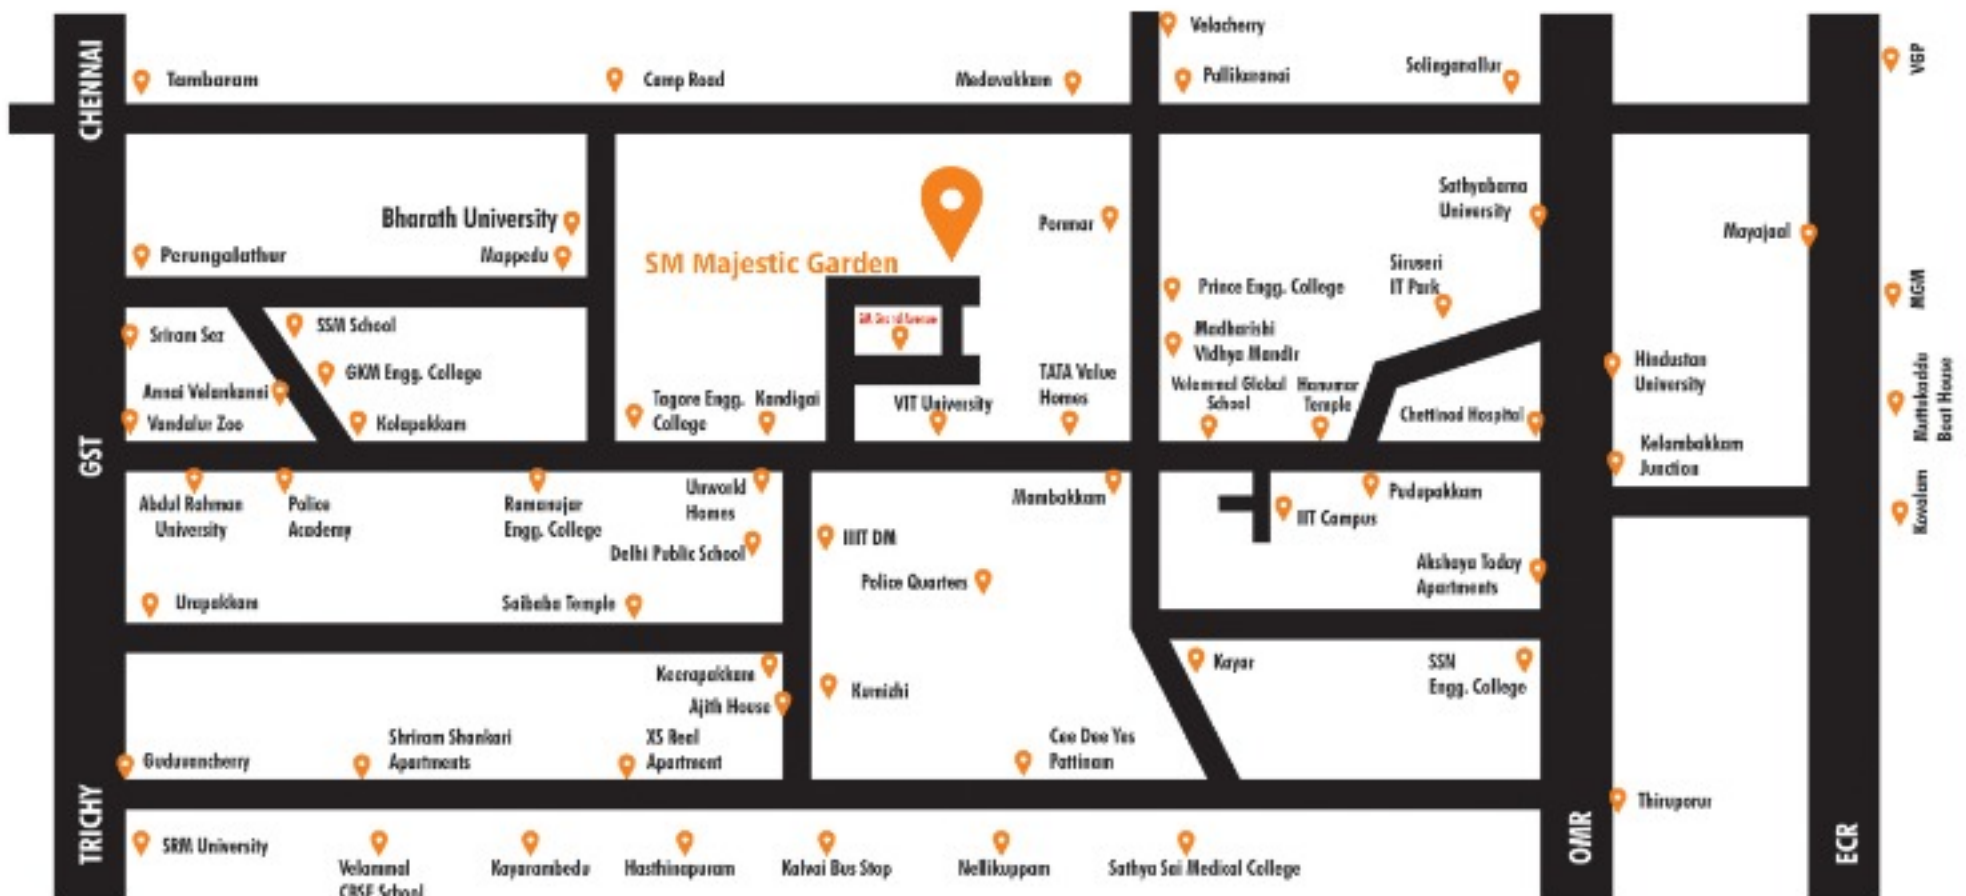 CHENNAI
GST
TRICHY
Tambaram
Camp Road
Medavakkam
Velacherry
Pallikaranai
Solinganallur
VGP
Bharath University
Perungalathur
Mappedu
SM Majestic Garden
Ponmar
Sathyabama
University
Mayajaal
Prince Engg. College
Siruseri
IT Park
MGM
Sriram Sez
SSM School
Madharishi
Vidhya Mandir
GKM Engg. College
Annai Velankanni
Vandalur Zoo
Kolapakkam
Tagore Engg.
College
Kandigai
VIT University
TATA Value
Homes
Velammal Global
School
Hanumar
Temple
Chettinad Hospital
Hindustan
University
Muttukaddu
Boat House
Kelambakkam
Junction
Abdul Rahman
University
Police
Academy
Ramanujar
Engg. College
Unworld
Homes
Delhi Public School
IIIT DM
Mambakkam
IIT Campus
Pudupakkam
Kovalam
Police Quarters
Akshaya Today
Apartments
Urapakkam
Saibaba Temple
Keerapakkam
Ajith House
Kumizhi
Kayar
SSN
Engg. College
Guduvancherry
Shriram Shankari
Apartments
XS Real
Apartment
Cee Dee Yes
Pattinam
Thiruporur
OMR
ECR
SRM University
Velammal
CBSE School
Kayarambedu
Hasthinapuram
Kalvai Bus Stop
Nellikuppam
Sathya Sai Medical College